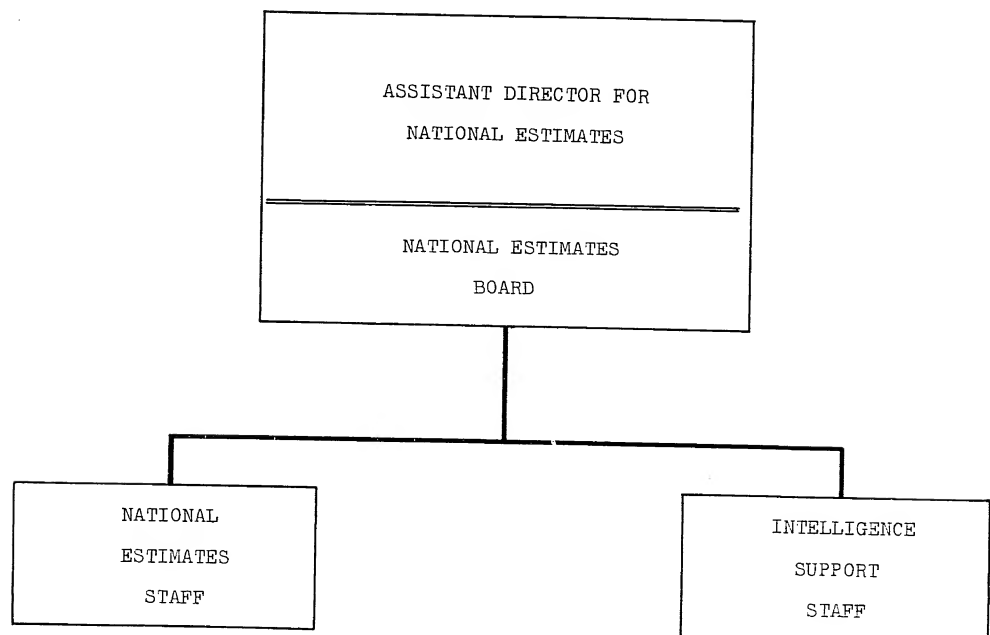 ASSISTANT DIRECTOR FOR
NATIONAL ESTIMATES
NATIONAL ESTIMATES
BOARD
NATIONAL
ESTIMATES
STAFF
INTELLIGENCE
SUPPORT
STAFF